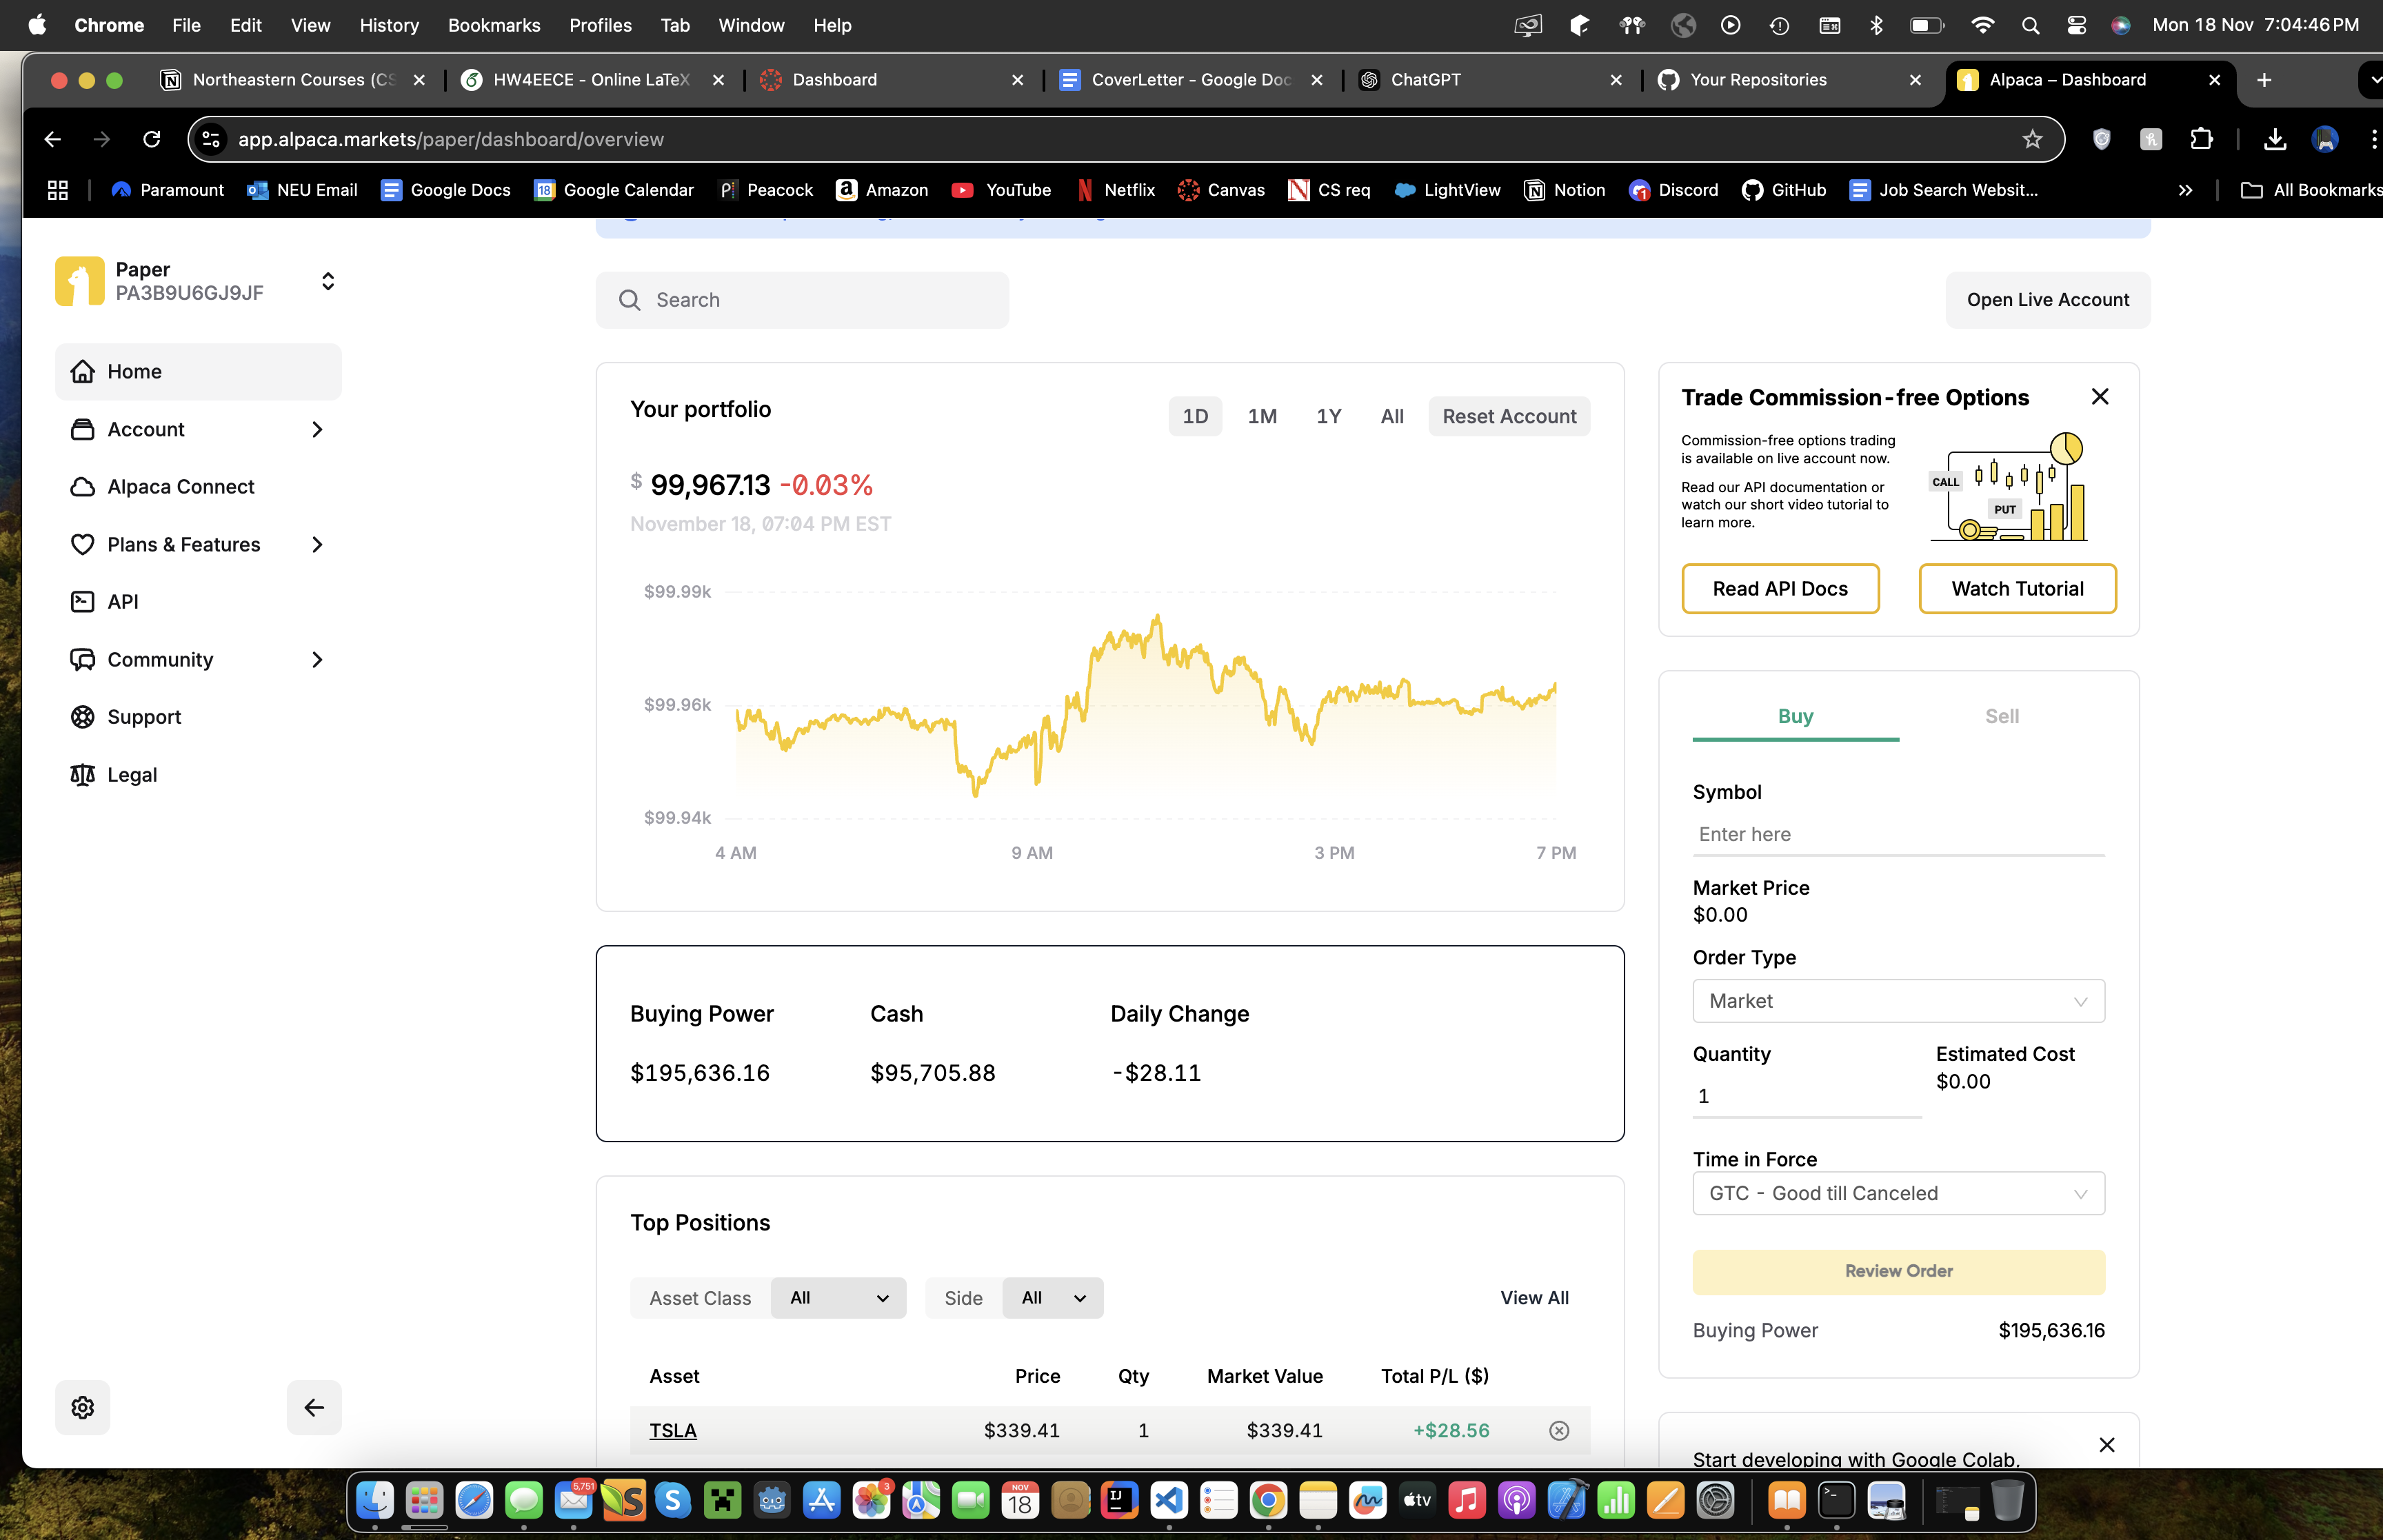 Chrome File Edit View History Bookmarks Profiles Tab Window Help Mon 18 Nov 7:04:46 PM
Northeastern Courses (CS HW4EECE - Online LaTeX Dashboard CoverLetter - Google Doc ChatGPT Your Repositories Alpaca – Dashboard
app.alpaca.markets/paper/dashboard/overview
Paramount NEU Email 18 Google Calendar Google Docs Peacock Amazon YouTube Netflix Canvas CS req LightView Notion Discord GitHub Job Search Websit... All Bookmarks
Paper
PA3B9U6GJ9JF
Search
Open Live Account
Home
Account
Alpaca Connect
Plans & Features
API
Community
Support
Legal
Your portfolio
1D 1M 1Y All Reset Account
$ 99,967.13 -0.03%
November 18, 07:04 PM EST
$99.99k
$99.96k
$99.94k
4 AM 9 AM 3 PM 7 PM
Buying Power Cash Daily Change
$195,636.16 $95,705.88 -$28.11
Top Positions
Asset Class All Side All View All
Asset Price Qty Market Value Total P/L ($)
TSLA $339.41 1 $339.41 +$28.56
Trade Commission-free Options
Commission-free options trading
is available on live account now.
Read our API documentation or
watch our short video tutorial to
learn more.
CALL
PUT
Read API Docs Watch Tutorial
Buy Sell
Symbol
Enter here
Market Price
$0.00
Order Type
Market
Quantity Estimated Cost
$0.00
1
Time in Force
GTC - Good till Canceled
Review Order
Buying Power $195,636.16
Start developing with Google Colab.
5,751
3
NOV
18
tv